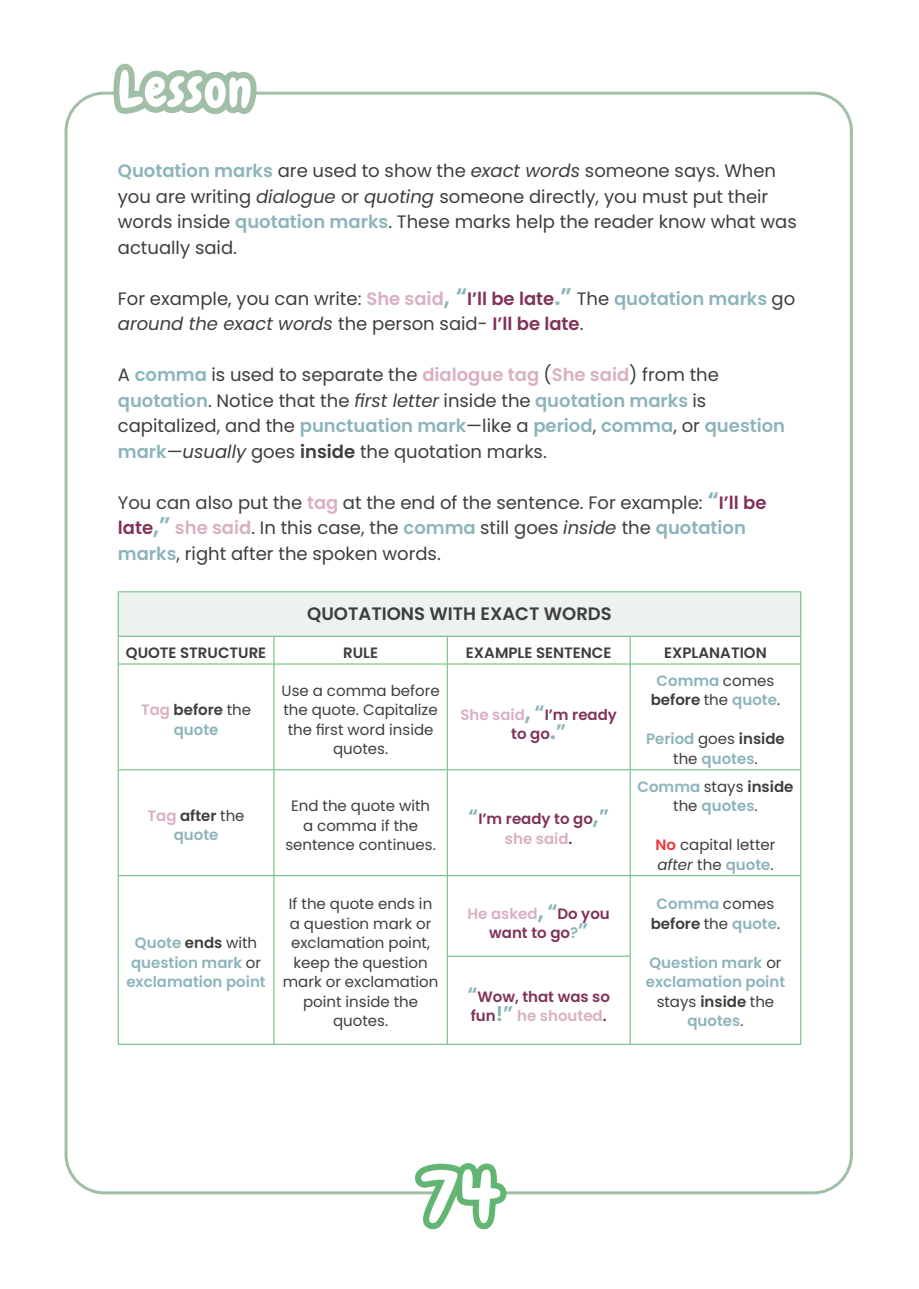 Lesson
Quotation marks are used to show the exact words someone says. When
you are writing dialogue or quoting someone directly, you must put their
words inside quotation marks. These marks help the reader know what was
actually said.
For example, you can write: She said, “I’ll be late.” The quotation marks go
around the exact words the person said- I’ll be late.
A comma is used to separate the dialogue tag (She said) from the
quotation. Notice that the first letter inside the quotation marks is
capitalized, and the punctuation mark—like a period, comma, or question
mark—usually goes inside the quotation marks.
You can also put the tag at the end of the sentence. For example: “I’ll be
late,” she said. In this case, the comma still goes inside the quotation
marks, right after the spoken words.
QUOTATIONS WITH EXACT WORDS
QUOTE STRUCTURE
RULE
EXAMPLE SENTENCE
EXPLANATION
Tag before the
quote
Use a comma before
the quote. Capitalize
the first word inside
quotes.
She said, “I’m ready
to go.”
Comma comes
before the quote.
Period goes inside
the quotes.
Tag after the
quote
End the quote with
a comma if the
sentence continues.
“I’m ready to go,”
she said.
Comma stays inside
the quotes.
No capital letter
after the quote.
Quote ends with
question mark or
exclamation point
If the quote ends in
a question mark or
exclamation point,
keep the question
mark or exclamation
point inside the
quotes.
He asked, “Do you
want to go?”
“Wow, that was so
fun!” he shouted.
Comma comes
before the quote.
Question mark or
exclamation point
stays inside the
quotes.
74